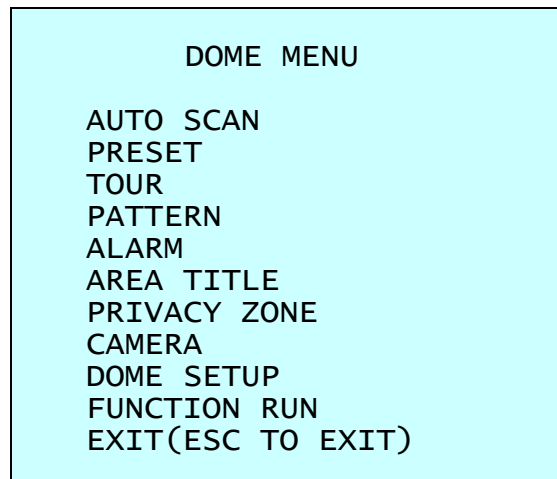 DOME MENU
AUTO SCAN
PRESET
TOUR
PATTERN
ALARM
AREA TITLE
PRIVACY ZONE
CAMERA
DOME SETUP
FUNCTION RUN
EXIT(ESC TO EXIT)